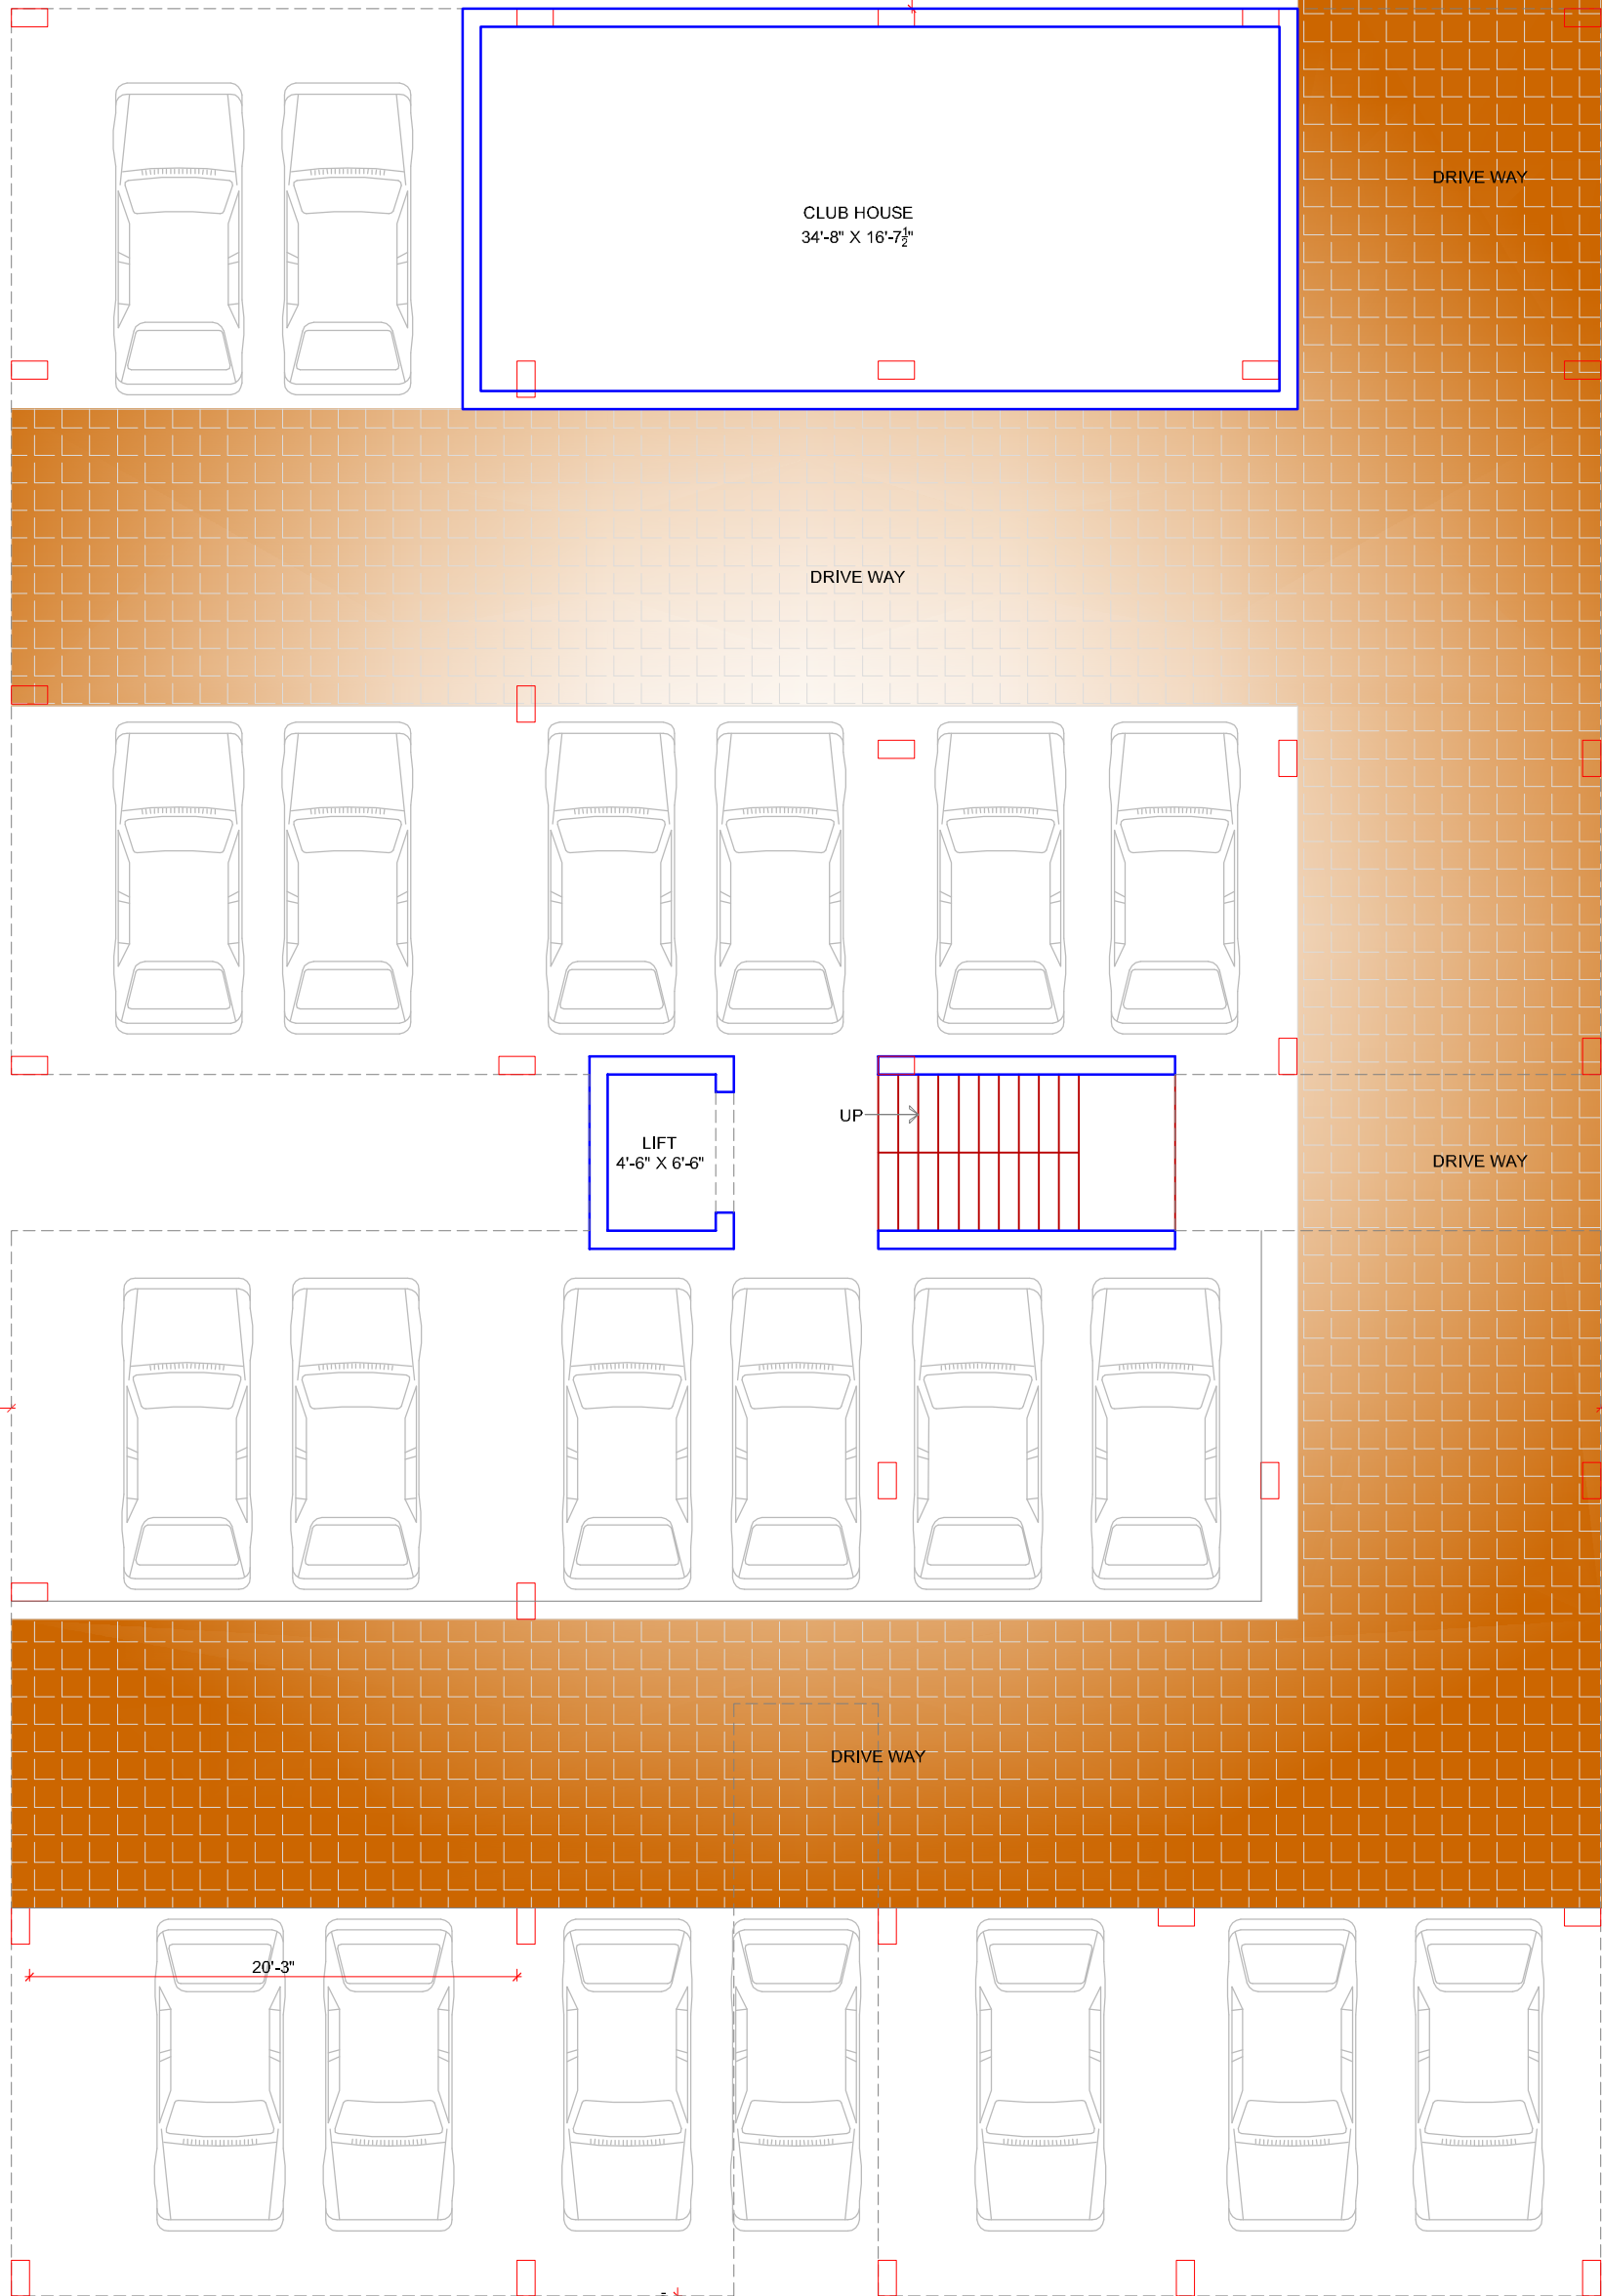 DRIVE WAY
CLUB HOUSE
34'-8" X 16'-7½"
DRIVE WAY
UP
LIFT
4'-6" X 6'-6"
DRIVE WAY
DRIVE WAY
20'-3"